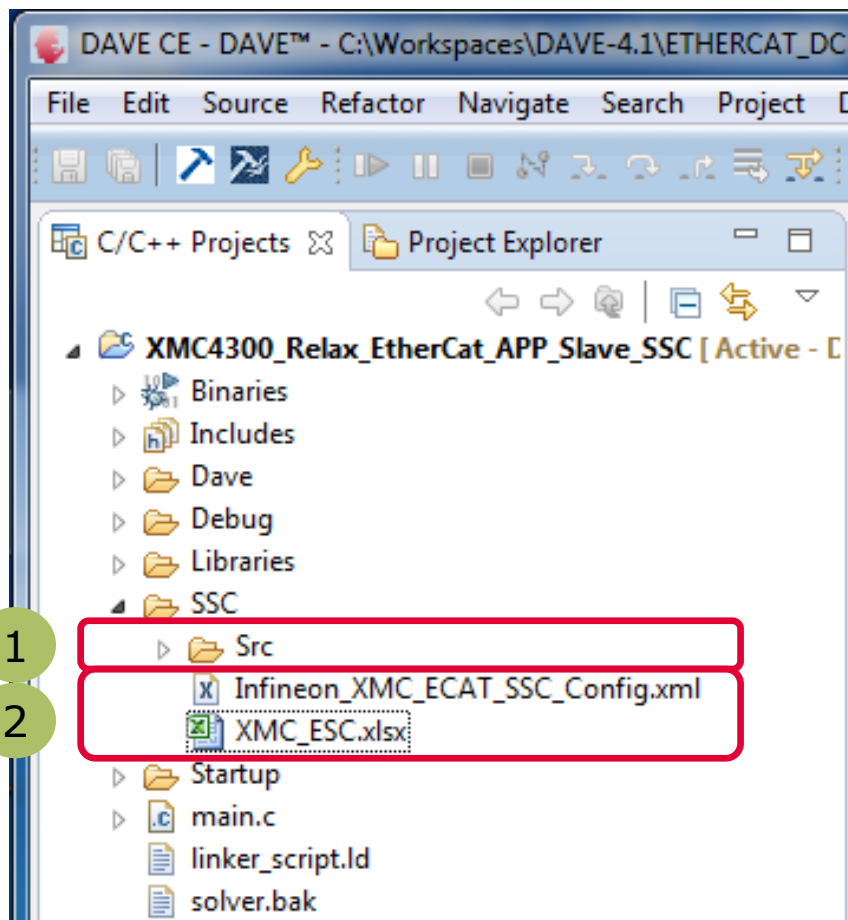 DAVE CE - DAVE™ - C:\Workspaces\DAVE-4.1\ETHERCAT_DC
File Edit Source Refactor Navigate Search Project
C/C++ Projects Project Explorer
XMC4300_Relax_EtherCat_APP_Slave_SSC [ Active -
Binaries
Includes
Dave
Debug
Libraries
SSC
1 Src
Infineon_XMC_ECAT_SSC_Config.xml
2 XMC_ESC.xlsx
Startup
main.c
linker_script.ld
solver.bak